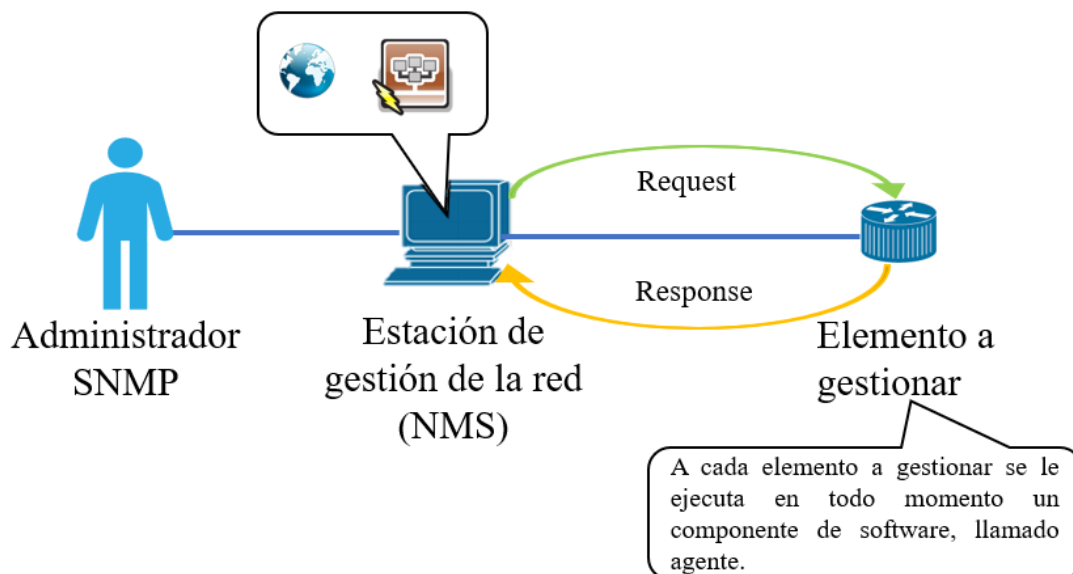 Request
Response
Administrador
SNMP
Estación de
gestión de la red
(NMS)
Elemento a
gestionar
A cada elemento a gestionar se le
ejecuta en todo momento un
componente de software, llamado
agente.